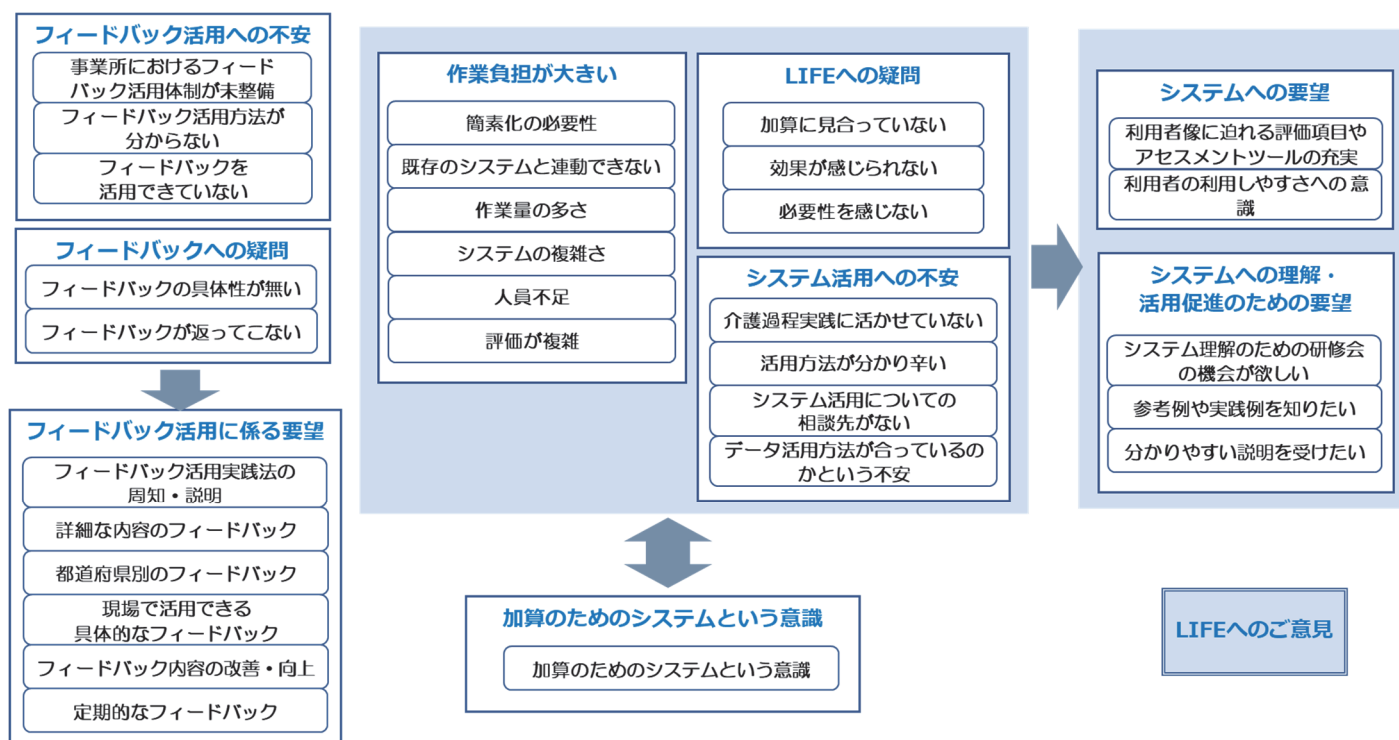 フィードバック活用への不安
事業所におけるフィード
バック活用体制が未整備
フィードバック活用方法が
分からない
フィードバックを
活用できていない
フィードバックへの疑問
フィードバックの具体性が無い
フィードバックが返ってこない
フィードバック活用に係る要望
フィードバック活用実践法の
周知・説明
詳細な内容のフィードバック
都道府県別のフィードバック
現場で活用できる
具体的なフィードバック
フィードバック内容の改善・向上
定期的なフィードバック
作業負担が大きい
簡素化の必要性
既存のシステムと連動できない
作業量の多さ
システムの複雑さ
人員不足
評価が複雑
LIFEへの疑問
加算に見合っていない
効果が感じられない
必要性を感じない
システム活用への不安
介護過程実践に活かせていない
活用方法が分かり辛い
システム活用についての
相談先がない
データ活用方法が合っているの
かという不安
加算のためのシステムという意識
加算のためのシステムという意識
システムへの要望
利用者像に迫れる評価項目や
アセスメントツールの充実
利用者の利用しやすさへの 意
識
システムへの理解・
活用促進のための要望
システム理解のための研修会
の機会が欲しい
参考例や実践例を知りたい
分かりやすい説明を受けたい
LIFEへのご意見